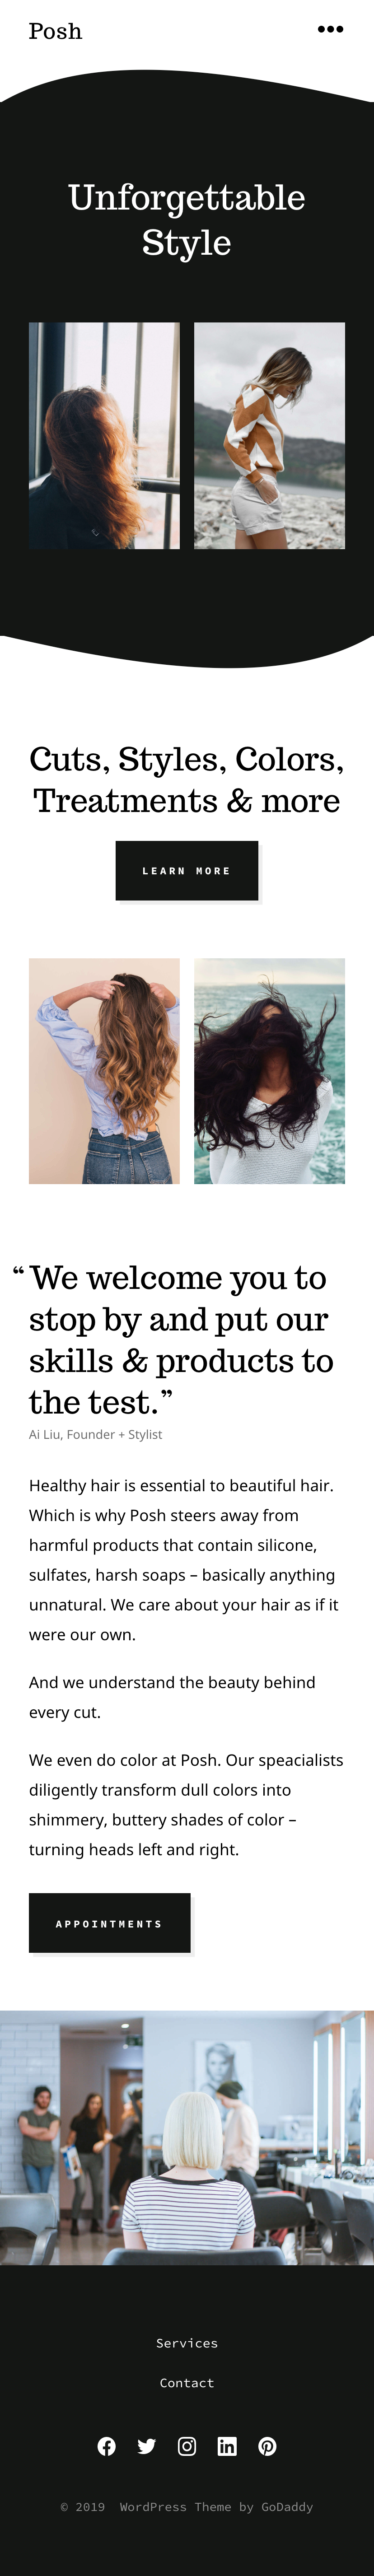 Posh
Unforgettable
Style
Cuts, Styles, Colors,
Treatments & more
LEARN MORE
“We welcome you to
stop by and put our
skills & products to
the test.”
Ai Liu, Founder + Stylist
Healthy hair is essential to beautiful hair.
Which is why Posh steers away from
harmful products that contain silicone,
sulfates, harsh soaps – basically anything
unnatural. We care about your hair as if it
were our own.
And we understand the beauty behind
every cut.
We even do color at Posh. Our speacialists
diligently transform dull colors into
shimmery, buttery shades of color –
turning heads left and right.
APPOINTMENTS
Services
Contact
© 2019 WordPress Theme by GoDaddy